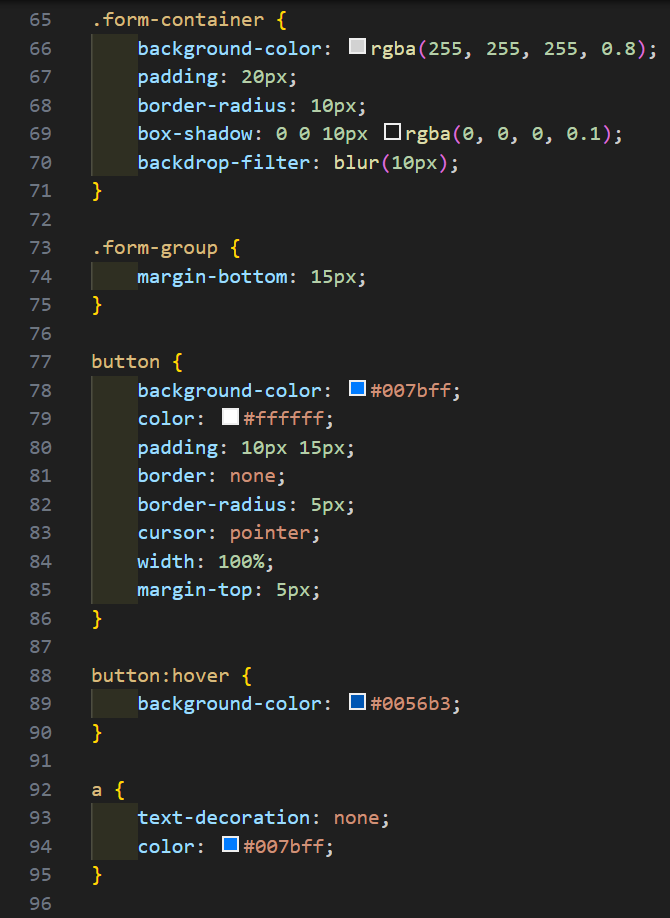 65 .form-container {
66     background-color: rgba(255, 255, 255, 0.8);
67     padding: 20px;
68     border-radius: 10px;
69     box-shadow: 0 0 10px rgba(0, 0, 0, 0.1);
70     backdrop-filter: blur(10px);
71 }
72
73 .form-group {
74     margin-bottom: 15px;
75 }
76
77 button {
78     background-color: #007bff;
79     color: #ffffff;
80     padding: 10px 15px;
81     border: none;
82     border-radius: 5px;
83     cursor: pointer;
84     width: 100%;
85     margin-top: 5px;
86 }
87
88 button:hover {
89     background-color: #0056b3;
90 }
91
92 a {
93     text-decoration: none;
94     color: #007bff;
95 }
96